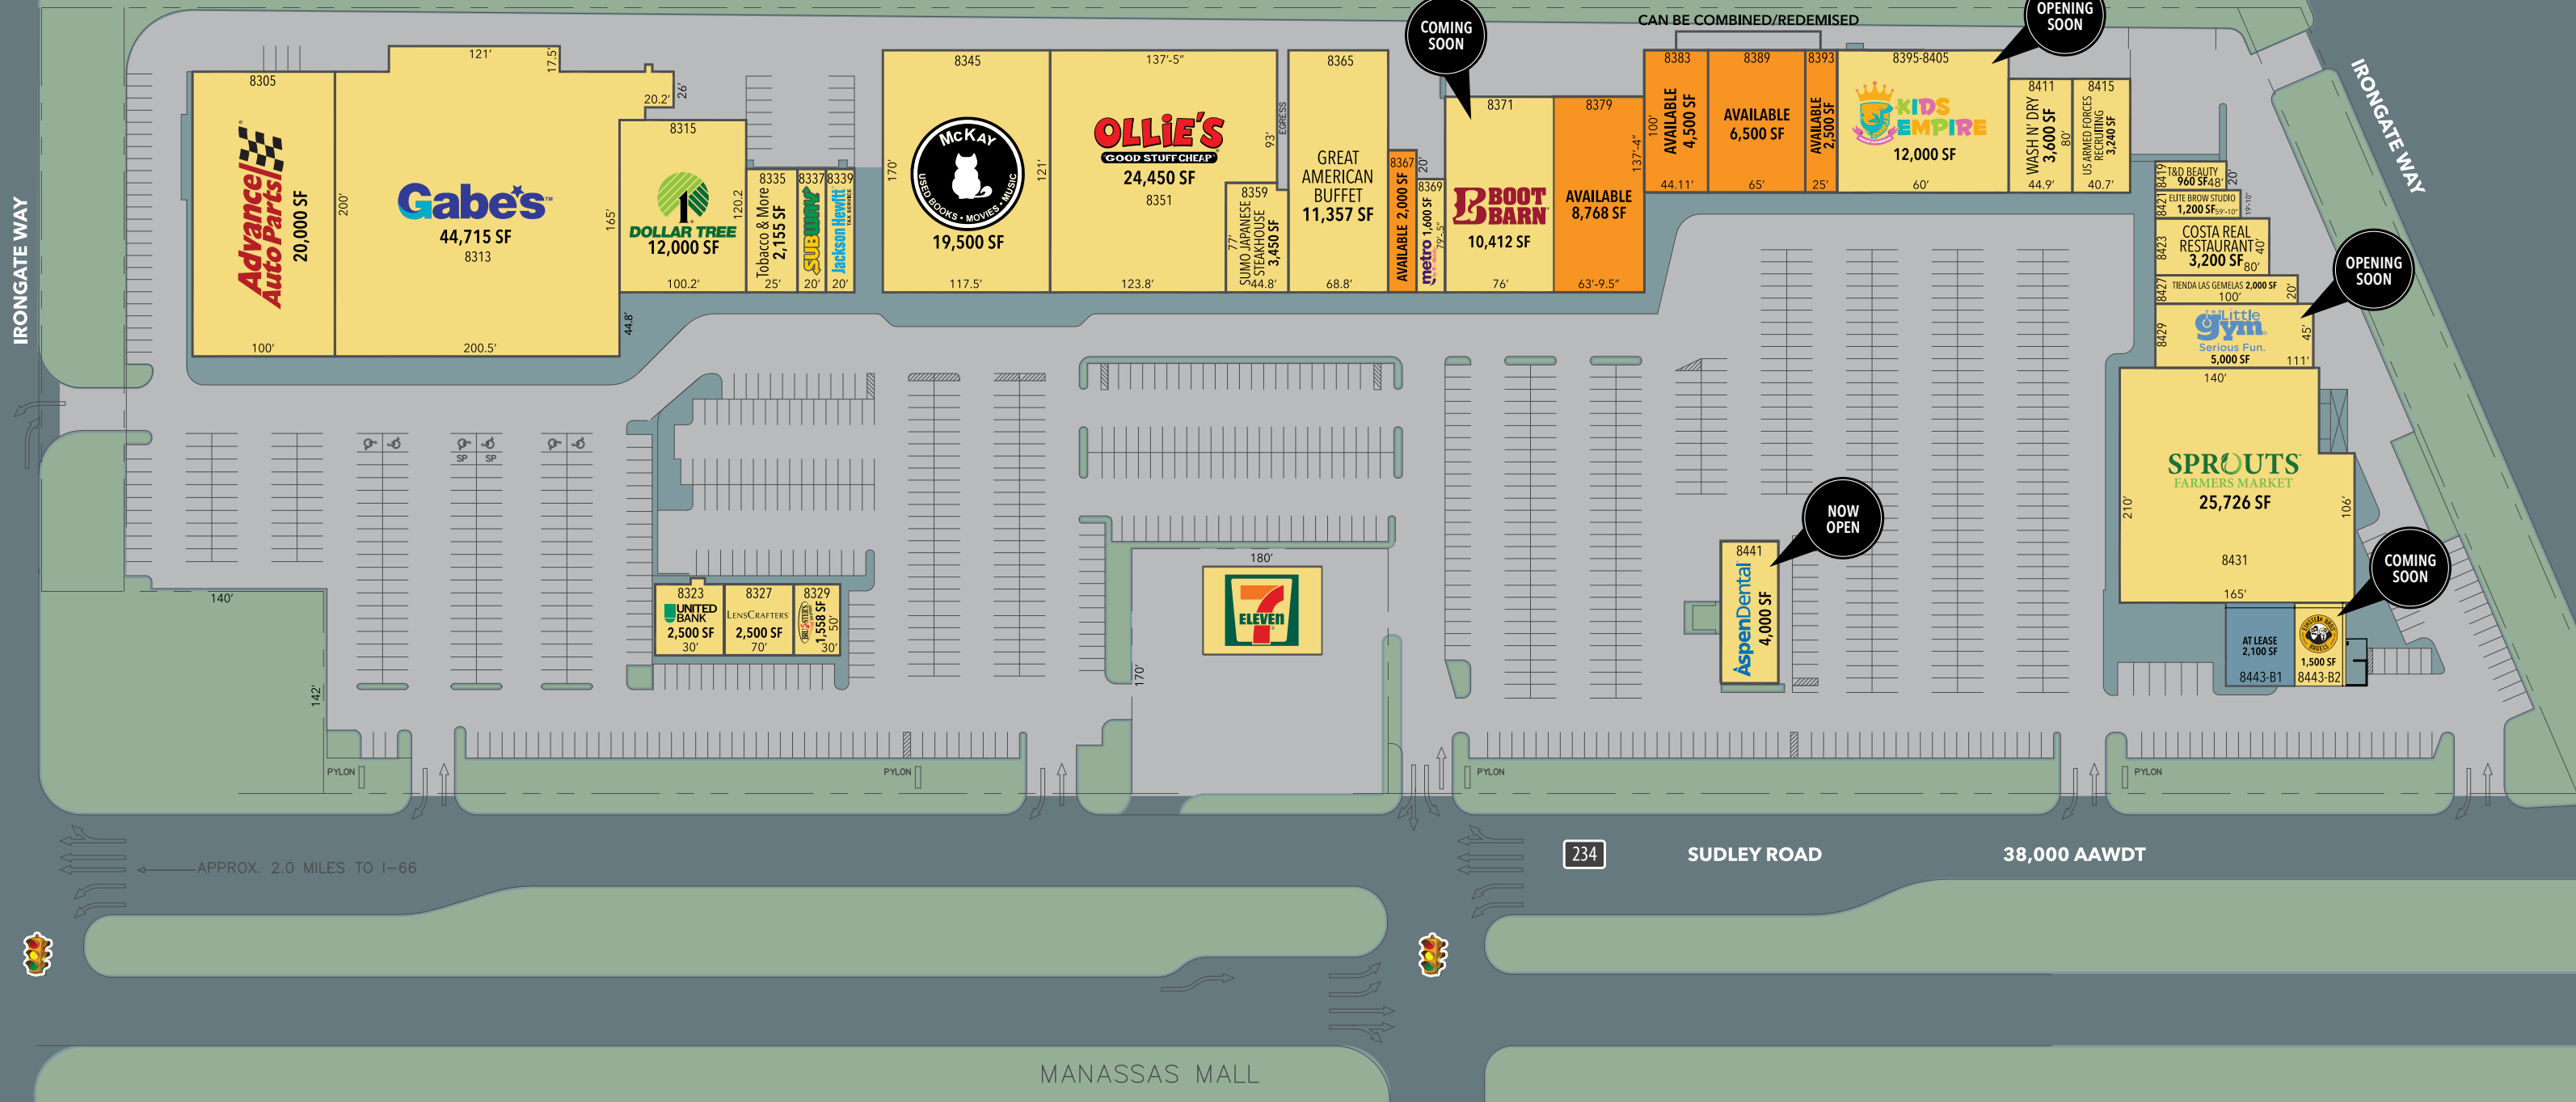 CAN BE COMBINED/REDEMISED
OPENING
SOON
COMING
SOON
IRONGATE WAY
IRONGATE WAY
8305
Advance
Auto Parts
20,000 SF
100'
121'
17.5'
20.2'
26'
200'
Gabe's
44,715 SF
8313
165'
200.5'
44.8'
8315
DOLLAR TREE
12,000 SF
120.2
100.2'
8335
Tobacco & More
2,155 SF
25'
8337
SUBWAY
20'
8339
Jackson Hewitt
TAX SERVICE
20'
8345
170'
McKAY
USED BOOKS • MOVIES • MUSIC
19,500 SF
121'
117.5'
137'-5"
OLLIE'S
GOOD STUFF CHEAP
24,450 SF
8351
123.8'
93'
EGRESS
8359
77'
SUMO JAPANESE
STEAKHOUSE
3,450 SF
44.8'
8365
GREAT
AMERICAN
BUFFET
11,357 SF
68.8'
8367
AVAILABLE 2,000 SF
20'
8369
metro
1,600 SF
79'-5"
8371
BOOT
BARN
10,412 SF
76'
8379
137'-4"
AVAILABLE
8,768 SF
63'-9.5"
8383
100'
AVAILABLE
4,500 SF
44.11'
8389
AVAILABLE
6,500 SF
65'
8393
AVAILABLE
2,500 SF
25'
8395-8405
KIDS
EMPIRE
12,000 SF
60'
8411
WASH N' DRY
3,600 SF
80'
44.9'
8415
US ARMED FORCES
RECRUITING
3,240 SF
40.7'
8419
T&D BEAUTY
960 SF 48'
20'
8421
ELITE BROW STUDIO
1,200 SF 59'-10"
19'-10"
8423
COSTA REAL
RESTAURANT
3,200 SF
40'
80'
8427
TIENDA LAS GEMELAS 2,000 SF
100'
20'
OPENING
SOON
8429
The Little
gym
Serious Fun.
5,000 SF
45'
111'
140'
SPROUTS
FARMERS MARKET
25,726 SF
210'
106'
8431
165'
COMING
SOON
AT LEASE
2,100 SF
8443-B1
EINSTEIN BROS
BAGELS
1,500 SF
8443-B2
NOW
OPEN
8441
AspenDental
4,000 SF
SP
SP
140'
142'
8323
UNITED
BANK
2,500 SF
30'
8327
LENSCRAFTERS
2,500 SF
70'
8329
BRUSTER'S
1,558 SF
50'
30'
180'
7
ELEVEN
170'
PYLON
PYLON
PYLON
PYLON
APPROX. 2.0 MILES TO I-66
234
SUDLEY ROAD
38,000 AAWDT
MANASSAS MALL